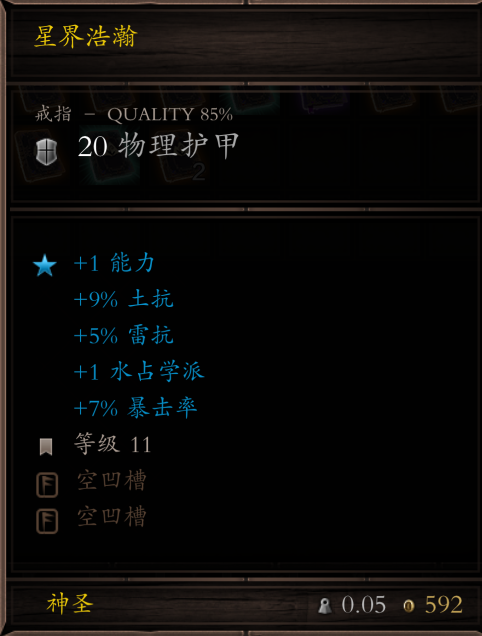 星界浩瀚
戒指 – QUALITY 85%
20 物理护甲
2
+1 能力
+9% 土抗
+5% 雷抗
+1 水占学派
+7% 暴击率
等级 11
空凹槽
空凹槽
神圣 0.05 592